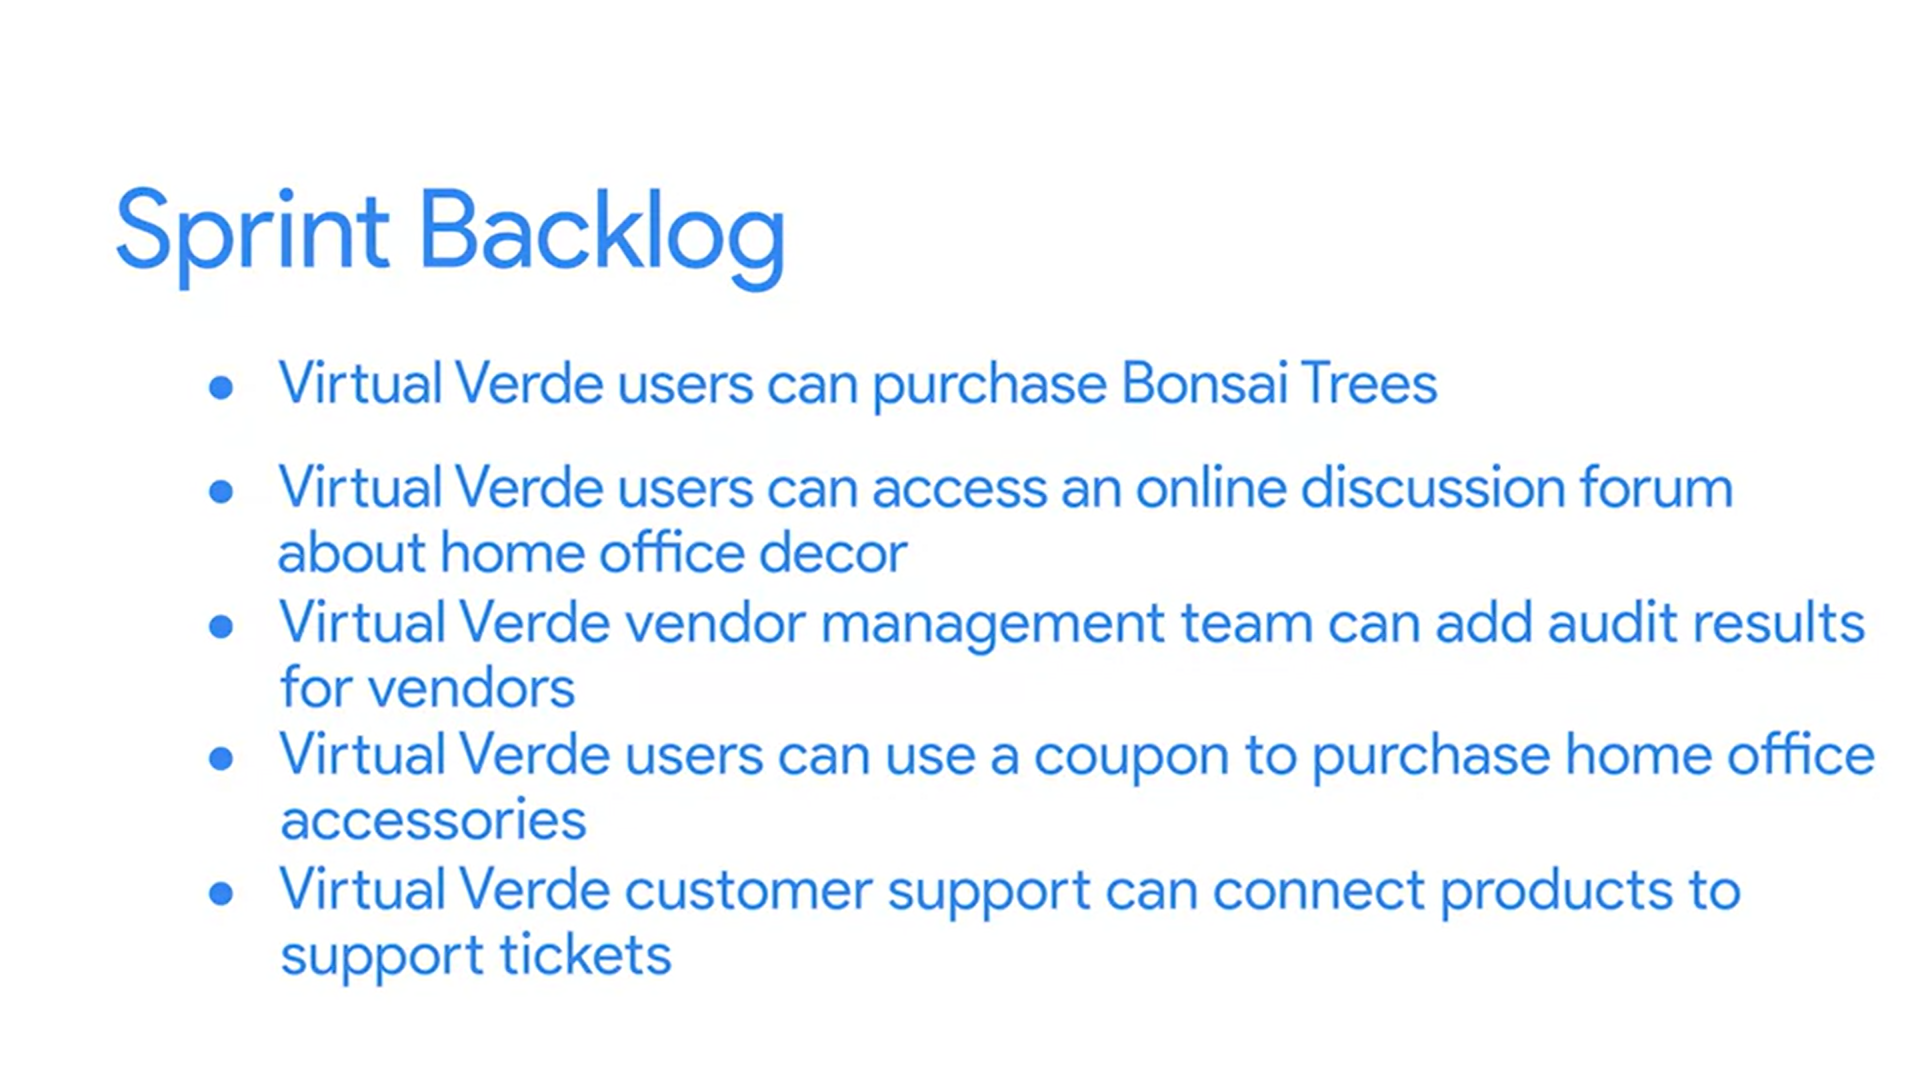 Sprint Backlog
● Virtual Verde users can purchase Bonsai Trees
● Virtual Verde users can access an online discussion forum
about home office decor
● Virtual Verde vendor management team can add audit results
for vendors
● Virtual Verde users can use a coupon to purchase home office
accessories
● Virtual Verde customer support can connect products to
support tickets